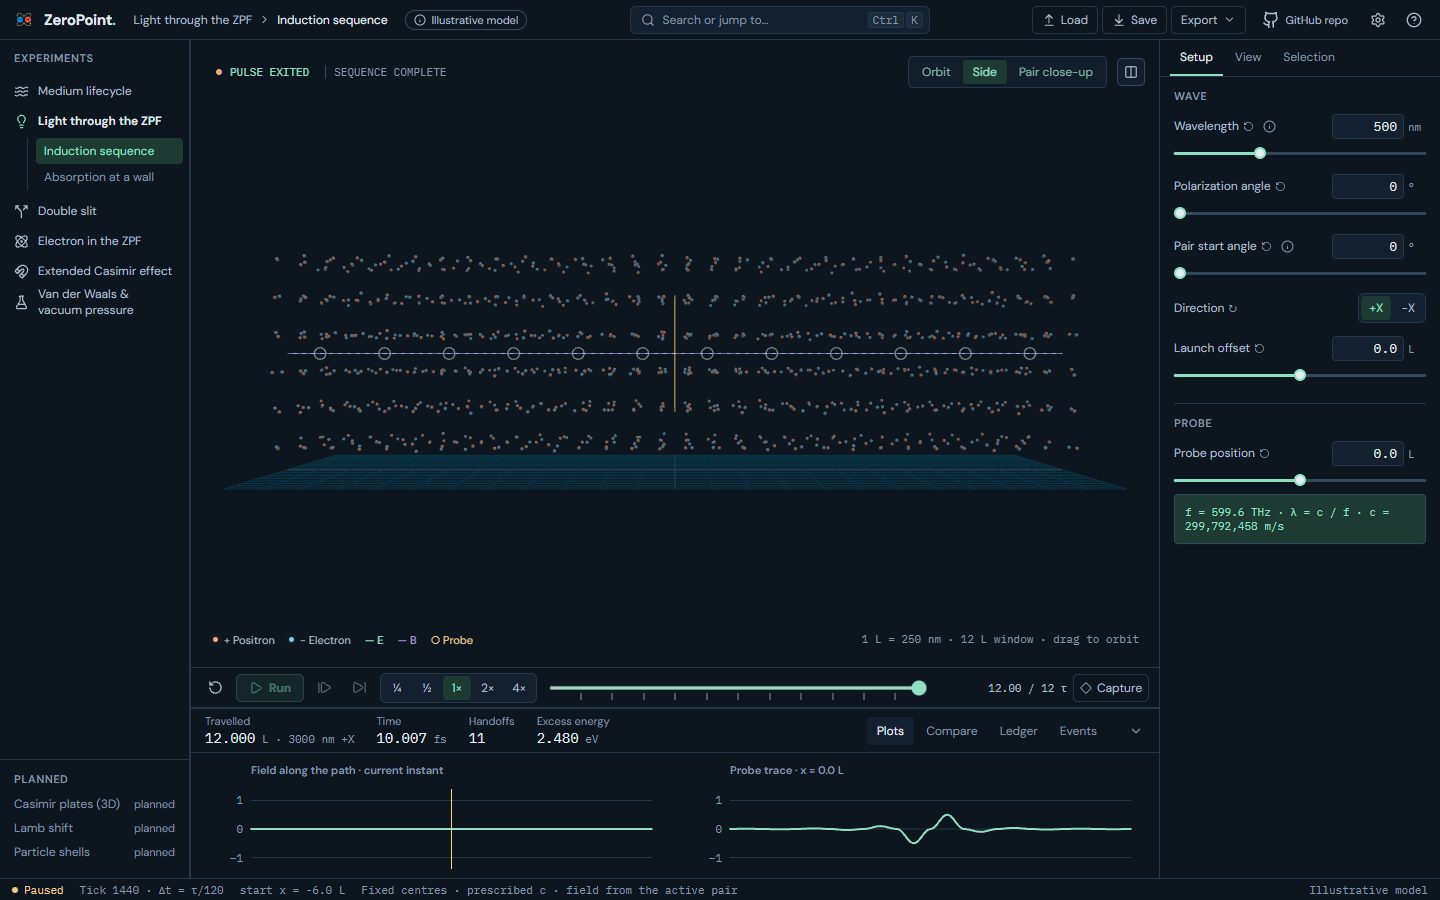 ZeroPoint.
Light through the ZPF > Induction sequence
Illustrative model
Search or jump to...
Ctrl K
Load
Save
Export
GitHub repo
EXPERIMENTS
Medium lifecycle
Light through the ZPF
Induction sequence
Absorption at a wall
Double slit
Electron in the ZPF
Extended Casimir effect
Van der Waals &
vacuum pressure
PLANNED
Casimir plates (3D) planned
Lamb shift planned
Particle shells planned
PULSE EXITED
SEQUENCE COMPLETE
Orbit
Side
Pair close-up
+ Positron
− Electron
— E
— B
Probe
1 L = 250 nm · 12 L window · drag to orbit
Run
¼
½
1×
2×
4×
12.00 / 12 τ
Capture
Travelled
12.000 L · 3000 nm +X
Time
10.007 fs
Handoffs
11
Excess energy
2.480 eV
Plots
Compare
Ledger
Events
Field along the path · current instant
1
0
−1
Probe trace · x = 0.0 L
1
0
−1
Setup
View
Selection
WAVE
Wavelength
500 nm
Polarization angle
0 °
Pair start angle
0 °
Direction
+X
−X
Launch offset
0.0 L
PROBE
Probe position
0.0 L
f = 599.6 THz · λ = c / f · c =
299,792,458 m/s
Paused
Tick 1440 · Δt = τ/120
start x = -6.0 L
Fixed centres · prescribed c · field from the active pair
Illustrative model